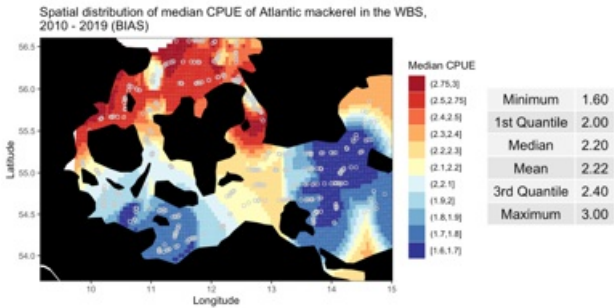 Spatial distribution of median CPUE of Atlantic mackerel in the WBS,
2010 - 2019 (BIAS)
Median CPUE
(2.75,3]
(2.5,2.75]
(2.4,2.5]
(2.3,2.4]
(2.2,2.3]
(2.1,2.2]
(2,2.1]
(1.9,2]
(1.8,1.9]
(1.7,1.8]
[1.6,1.7]
Latitude
56.5
56.0
55.5
55.0
54.5
54.0
10 11 12 13 14 15
Longitude
Minimum 1.60
1st Quantile 2.00
Median 2.20
Mean 2.22
3rd Quantile 2.40
Maximum 3.00